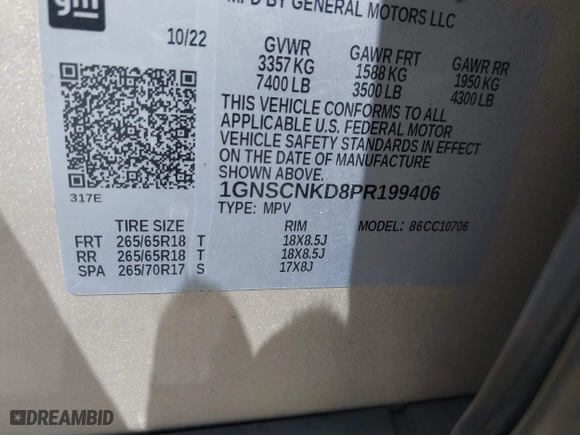 gm
MFD BY GENERAL MOTORS LLC
10/22
GVWR GAWR FRT GAWR RR
3357 KG 1588 KG 1950 KG
7400 LB 3500 LB 4300 LB
THIS VEHICLE CONFORMS TO ALL
APPLICABLE U.S. FEDERAL MOTOR
VEHICLE SAFETY STANDARDS IN EFFECT
ON THE DATE OF MANUFACTURE
SHOWN ABOVE.
1GNSCNKD8PR199406
317E
TYPE: MPV MODEL: 86CC10706
TIRE SIZE RIM
FRT 265/65R18 T 18X8.5J
RR 265/65R18 T 18X8.5J
SPA 265/70R17 S 17X8J
DREAMBID